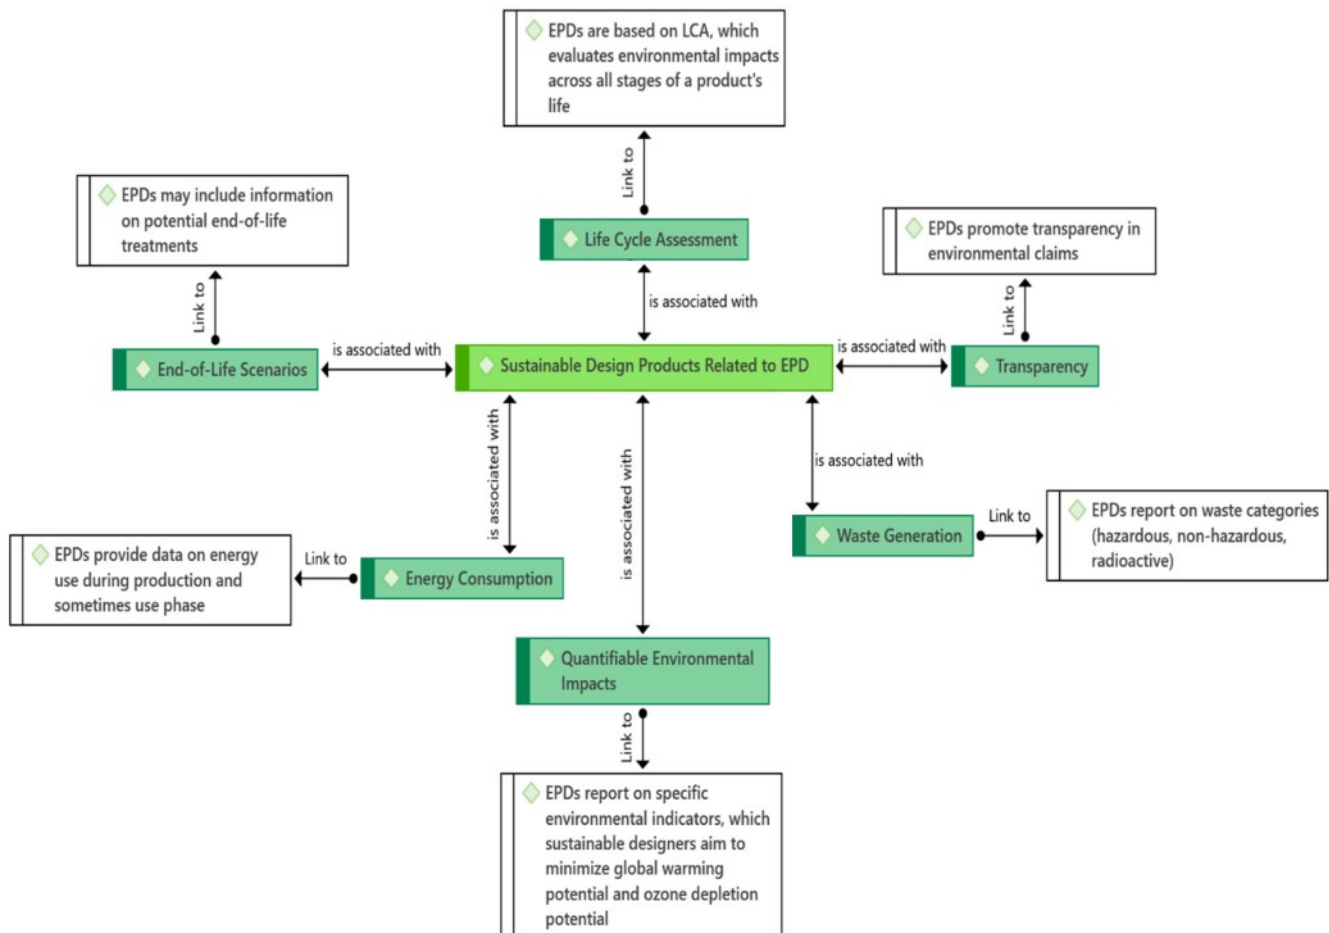 EPDs are based on LCA, which
evaluates environmental impacts
across all stages of a product's
life
Link to
EPDs may include information
on potential end-of-life
treatments
Life Cycle Assessment
EPDs promote transparency in
environmental claims
Link to
is associated with
Link to
End-of-Life Scenarios
is associated with
Sustainable Design Products Related to EPD
is associated with
Transparency
is associated with
is associated with
is associated with
EPDs provide data on energy
use during production and
sometimes use phase
Link to
Energy Consumption
Waste Generation
Link to
EPDs report on waste categories
(hazardous, non-hazardous,
radioactive)
Quantifiable Environmental
Impacts
Link to
EPDs report on specific
environmental indicators, which
sustainable designers aim to
minimize global warming
potential and ozone depletion
potential